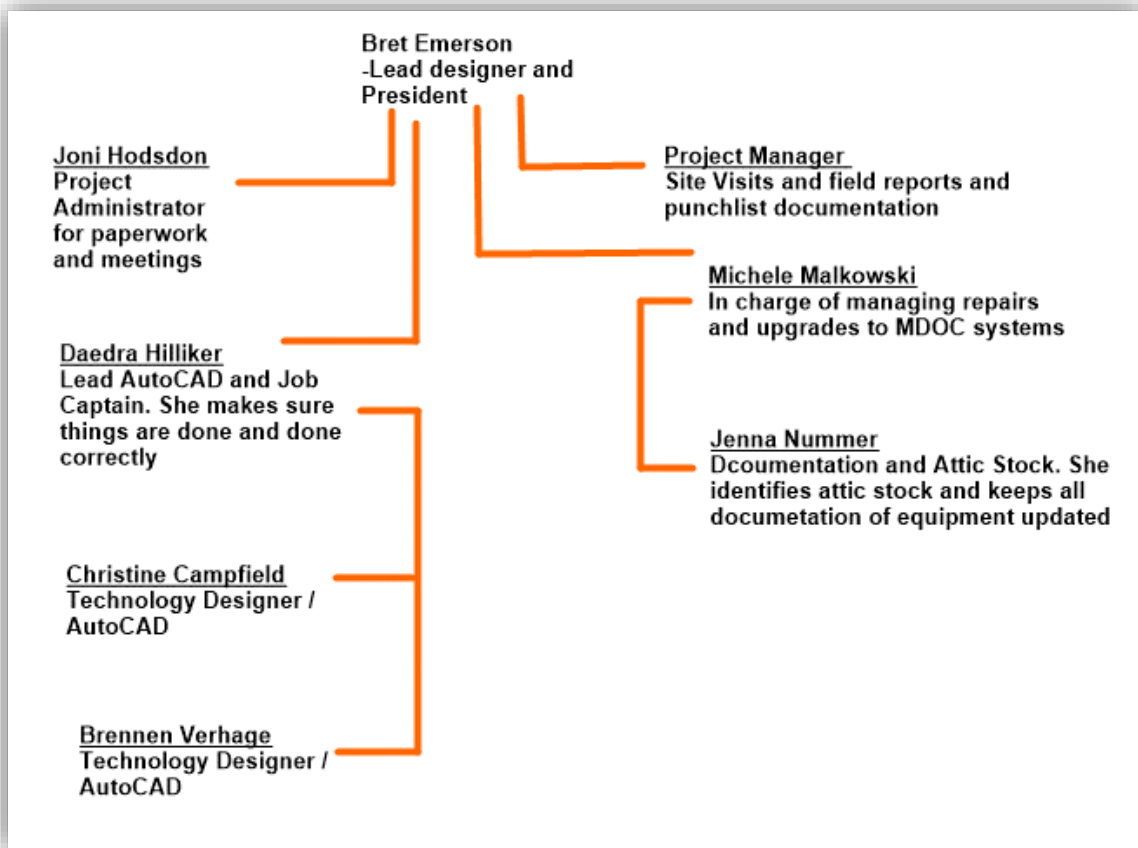 Bret Emerson
-Lead designer and
President
Joni Hodsdon
Project
Administrator
for paperwork
and meetings
Project Manager
Site Visits and field reports and
punchlist documentation
Michele Malkowski
In charge of managing repairs
and upgrades to MDOC systems
Daedra Hilliker
Lead AutoCAD and Job
Captain. She makes sure
things are done and done
correctly
Jenna Nummer
Dcoumentation and Attic Stock. She
identifies attic stock and keeps all
documetation of equipment updated
Christine Campfield
Technology Designer /
AutoCAD
Brennen Verhage
Technology Designer /
AutoCAD